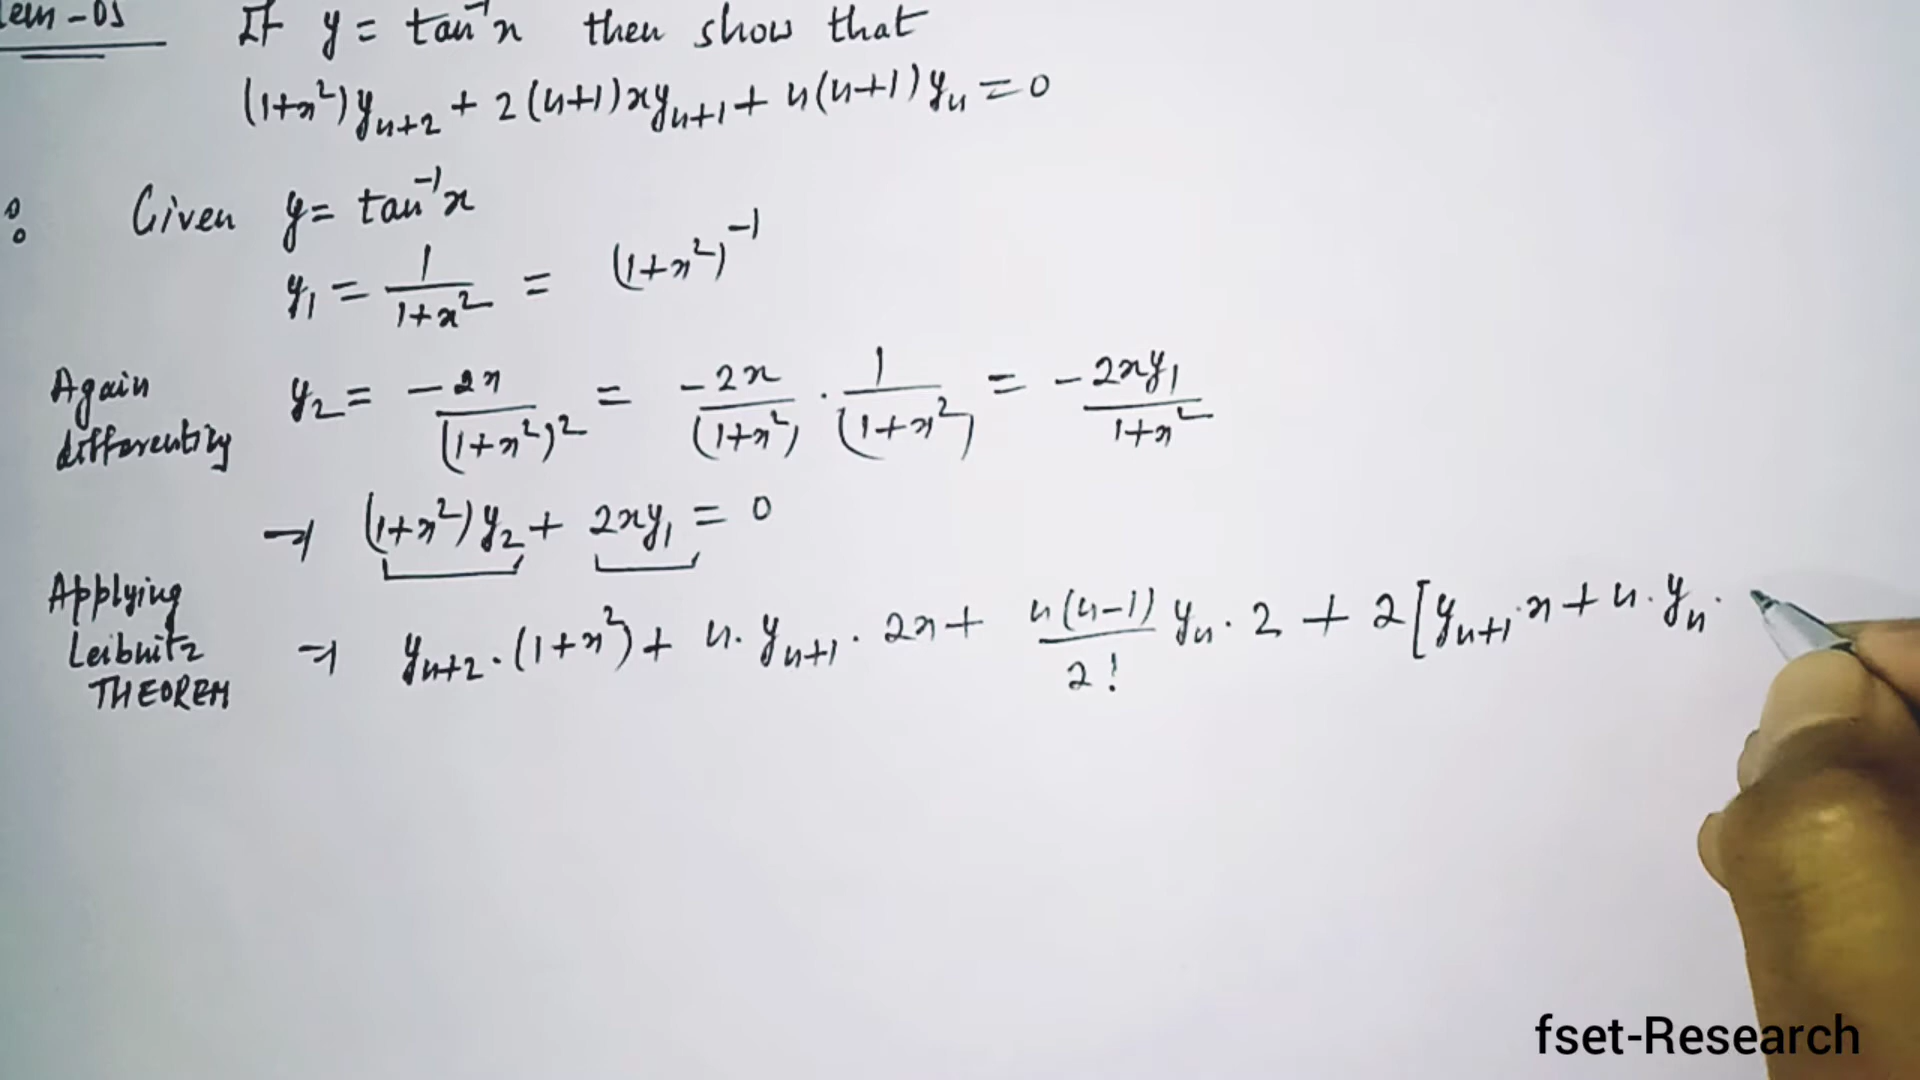 lem-05 If y = tan⁻¹x then show that
(1+x²)yₙ₊₂ + 2(n+1)xyₙ₊₁ + n(n+1)yₙ = 0
: Given y = tan⁻¹x
y₁ = 1/(1+x²) = (1+x²)⁻¹
Again differenting y₂ = -2x/(1+x²)² = -2x/(1+x²) · 1/(1+x²) = -2xy₁/(1+x²)
→ (1+x²)y₂ + 2xy₁ = 0
Applying Leibnitz THEOREM → yₙ₊₂ · (1+x²) + n · yₙ₊₁ · 2x + n(n-1)/2! yₙ · 2 + 2[yₙ₊₁ · x + n · yₙ ·
fset-Research